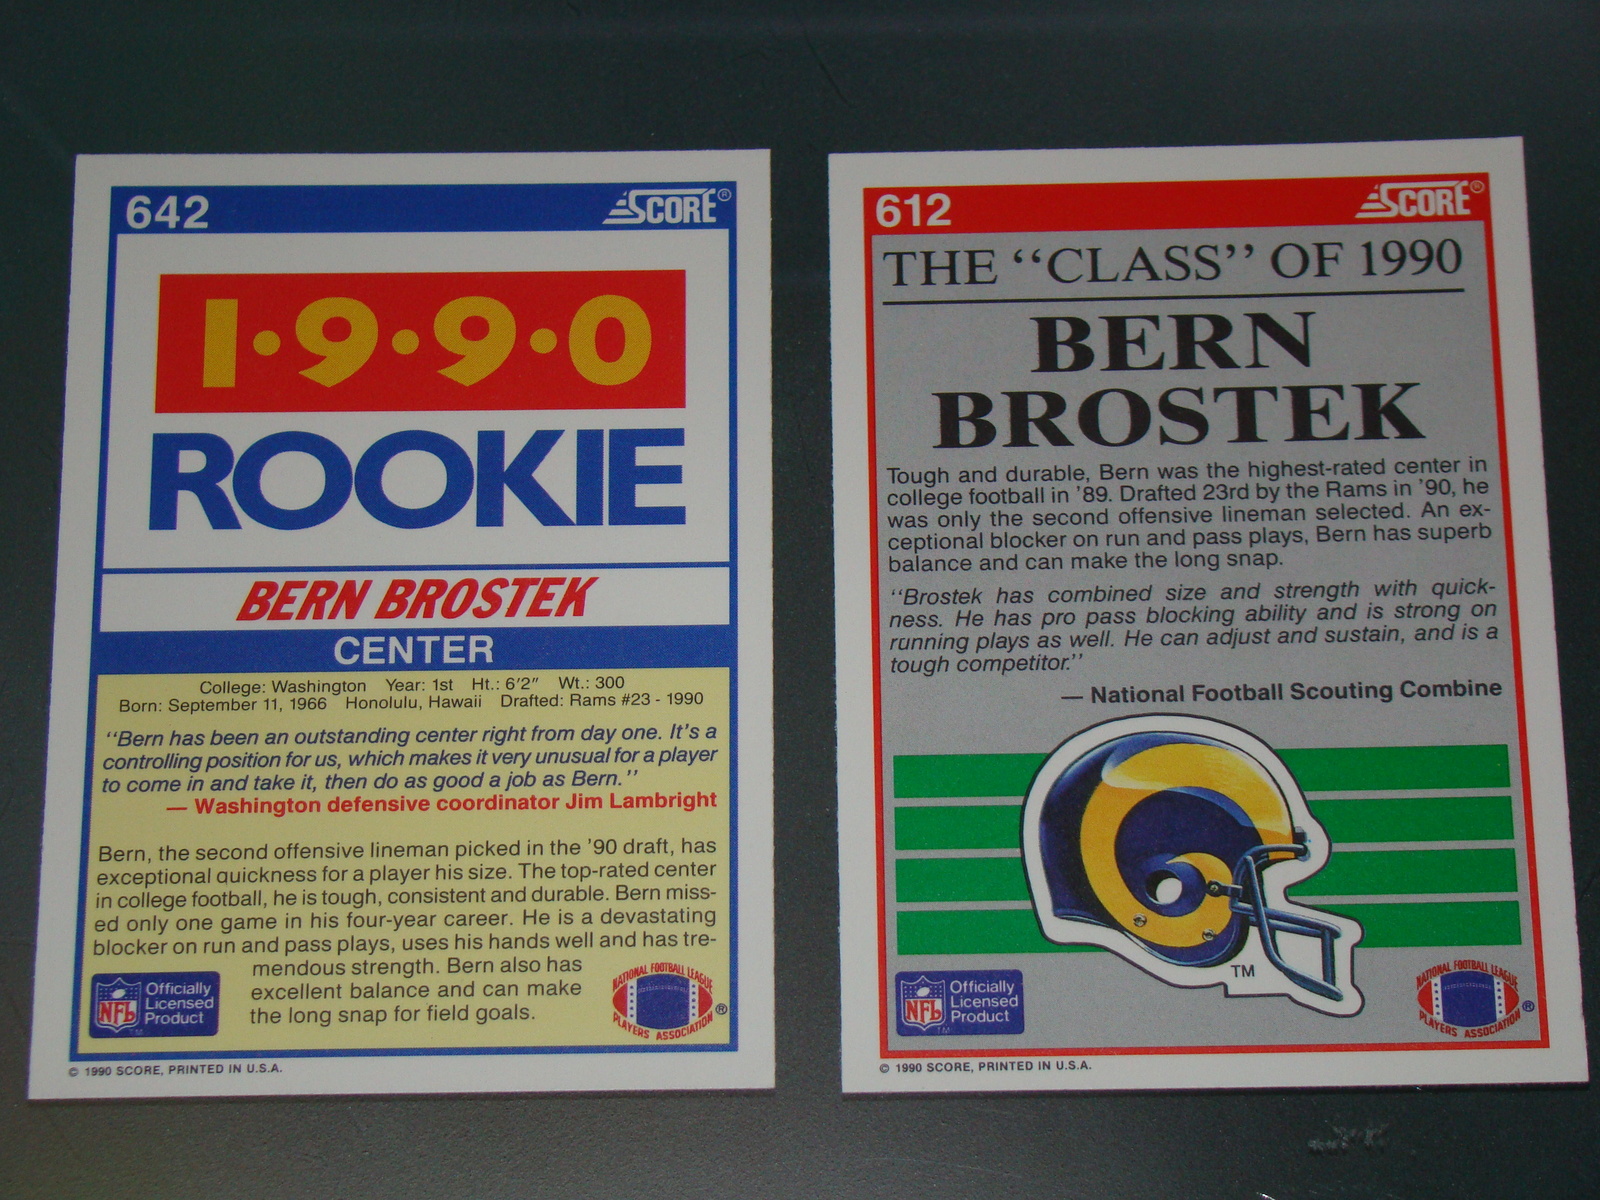 642
SCORE®
1·9·9·0
ROOKIE
BERN BROSTEK
CENTER
College: Washington Year: 1st Ht.: 6'2" Wt.: 300
Born: September 11, 1966 Honolulu, Hawaii Drafted: Rams #23 - 1990
"Bern has been an outstanding center right from day one. It's a
controlling position for us, which makes it very unusual for a player
to come in and take it, then do as good a job as Bern."
— Washington defensive coordinator Jim Lambright
Bern, the second offensive lineman picked in the '90 draft, has
exceptional quickness for a player his size. The top-rated center
in college football, he is tough, consistent and durable. Bern miss-
ed only one game in his four-year career. He is a devastating
blocker on run and pass plays, uses his hands well and has tre-
mendous strength. Bern also has
excellent balance and can make
the long snap for field goals.
NFL
TM
Officially
Licensed
Product
NATIONAL FOOTBALL LEAGUE
PLAYERS ASSOCIATION
®
© 1990 SCORE, PRINTED IN U.S.A.
612
SCORE®
THE "CLASS" OF 1990
BERN
BROSTEK
Tough and durable, Bern was the highest-rated center in
college football in '89. Drafted 23rd by the Rams in '90, he
was only the second offensive lineman selected. An ex-
ceptional blocker on run and pass plays, Bern has superb
balance and can make the long snap.
"Brostek has combined size and strength with quick-
ness. He has pro pass blocking ability and is strong on
running plays as well. He can adjust and sustain, and is a
tough competitor."
— National Football Scouting Combine
TM
NFL
TM
Officially
Licensed
Product
NATIONAL FOOTBALL LEAGUE
PLAYERS ASSOCIATION
®
© 1990 SCORE, PRINTED IN U.S.A.